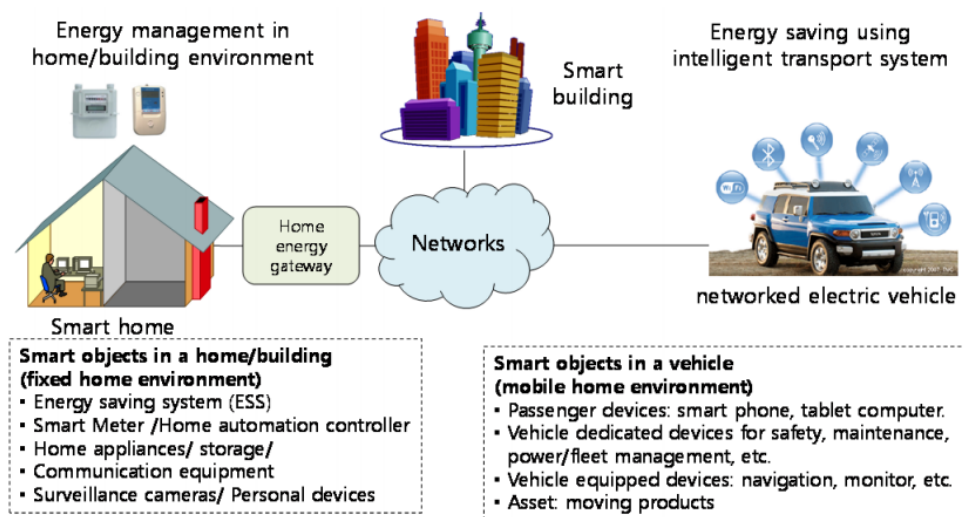 Energy management in
home/building environment
Smart
building
Energy saving using
intelligent transport system
Wi Fi
Home
energy
gateway
Networks
Smart home
networked electric vehicle
Smart objects in a home/building
(fixed home environment)
• Energy saving system (ESS)
• Smart Meter /Home automation controller
• Home appliances/ storage/
• Communication equipment
• Surveillance cameras/ Personal devices
Smart objects in a vehicle
(mobile home environment)
• Passenger devices: smart phone, tablet computer.
• Vehicle dedicated devices for safety, maintenance,
power/fleet management, etc.
• Vehicle equipped devices: navigation, monitor, etc.
• Asset: moving products